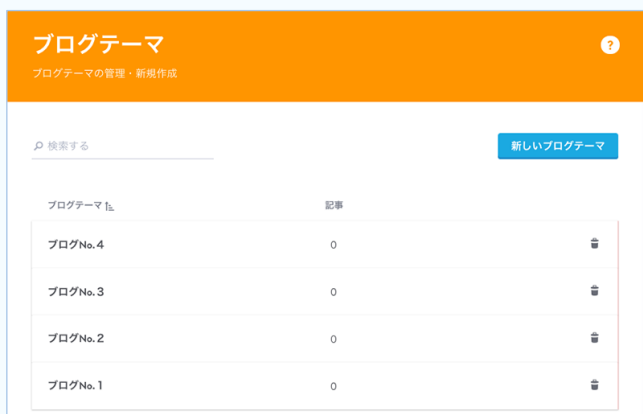 ブログテーマ
?
ブログテーマの管理・新規作成
検索する
新しいブログテーマ
ブログテーマ 記事
ブログNo.4 0
ブログNo.3 0
ブログNo.2 0
ブログNo.1 0